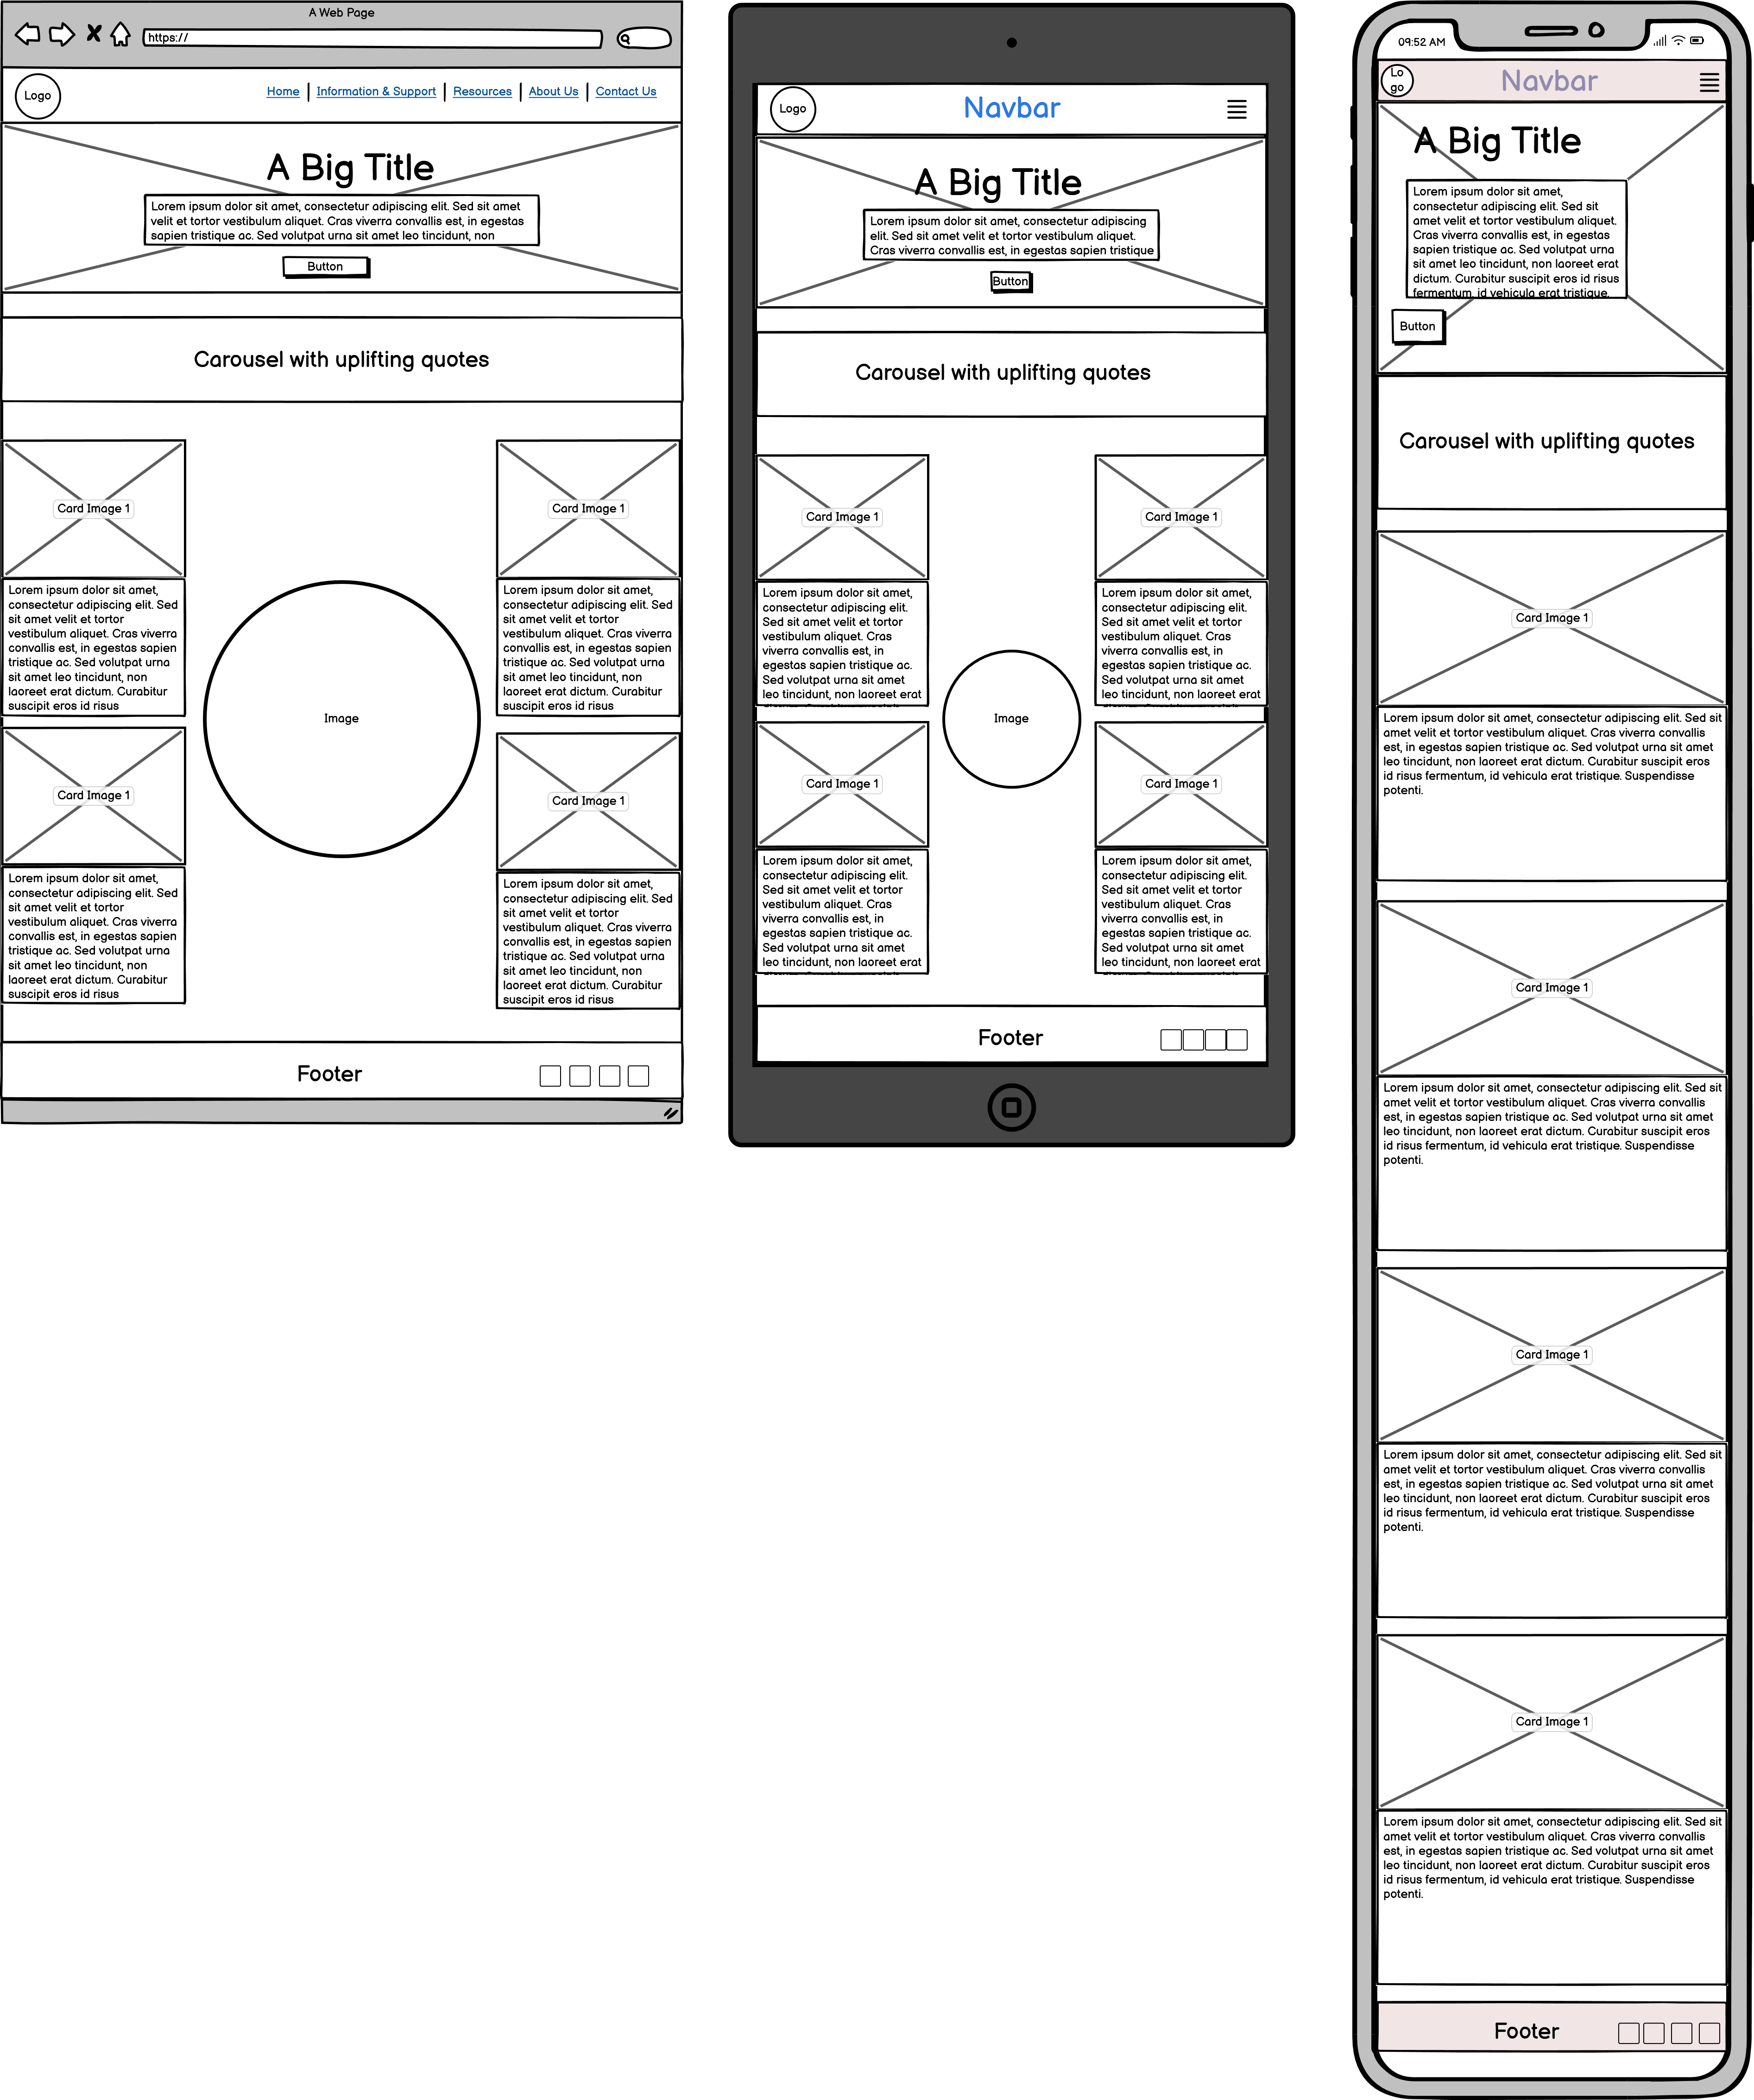 A Web Page
https://
Logo
Home
Information & Support
Resources
About Us
Contact Us
A Big Title
Lorem ipsum dolor sit amet, consectetur adipiscing elit. Sed sit amet
velit et tortor vestibulum aliquet. Cras viverra convallis est, in egestas
sapien tristique ac. Sed volutpat urna sit amet leo tincidunt, non
Button
Carousel with uplifting quotes
Card Image 1
Lorem ipsum dolor sit amet,
consectetur adipiscing elit. Sed
sit amet velit et tortor
vestibulum aliquet. Cras viverra
convallis est, in egestas sapien
tristique ac. Sed volutpat urna
sit amet leo tincidunt, non
laoreet erat dictum. Curabitur
suscipit eros id risus
Card Image 1
Lorem ipsum dolor sit amet,
consectetur adipiscing elit. Sed
sit amet velit et tortor
vestibulum aliquet. Cras viverra
convallis est, in egestas sapien
tristique ac. Sed volutpat urna
sit amet leo tincidunt, non
laoreet erat dictum. Curabitur
suscipit eros id risus
Image
Card Image 1
Lorem ipsum dolor sit amet,
consectetur adipiscing elit. Sed
sit amet velit et tortor
vestibulum aliquet. Cras viverra
convallis est, in egestas sapien
tristique ac. Sed volutpat urna
sit amet leo tincidunt, non
laoreet erat dictum. Curabitur
suscipit eros id risus
Card Image 1
Lorem ipsum dolor sit amet,
consectetur adipiscing elit. Sed
sit amet velit et tortor
vestibulum aliquet. Cras viverra
convallis est, in egestas sapien
tristique ac. Sed volutpat urna
sit amet leo tincidunt, non
laoreet erat dictum. Curabitur
suscipit eros id risus
Footer
Logo
Navbar
A Big Title
Lorem ipsum dolor sit amet, consectetur adipiscing
elit. Sed sit amet velit et tortor vestibulum aliquet.
Cras viverra convallis est, in egestas tristique
Button
Carousel with uplifting quotes
Card Image 1
Lorem ipsum dolor sit amet,
consectetur adipiscing elit.
Sed sit amet velit et tortor
vestibulum aliquet. Cras
viverra convallis est, in
egestas sapien tristique ac.
Sed volutpat urna sit amet
leo tincidunt, non laoreet erat
Card Image 1
Lorem ipsum dolor sit amet,
consectetur adipiscing elit.
Sed sit amet velit et tortor
vestibulum aliquet. Cras
viverra convallis est, in
egestas sapien tristique ac.
Sed volutpat urna sit amet
leo tincidunt, non laoreet erat
Image
Card Image 1
Lorem ipsum dolor sit amet,
consectetur adipiscing elit.
Sed sit amet velit et tortor
vestibulum aliquet. Cras
viverra convallis est, in
egestas sapien tristique ac.
Sed volutpat urna sit amet
leo tincidunt, non laoreet erat
Card Image 1
Lorem ipsum dolor sit amet,
consectetur adipiscing elit.
Sed sit amet velit et tortor
vestibulum aliquet. Cras
viverra convallis est, in
egestas sapien tristique ac.
Sed volutpat urna sit amet
leo tincidunt, non laoreet erat
Footer
09:52 AM
Lo
go
Navbar
A Big Title
Lorem ipsum dolor sit amet,
consectetur adipiscing elit. Sed sit
amet velit et tortor vestibulum aliquet.
Cras viverra convallis est, in egestas
sapien tristique ac. Sed volutpat urna
sit amet leo tincidunt, non laoreet erat
dictum. Curabitur suscipit eros id risus
fermentum, id vehicula erat tristique.
Button
Carousel with uplifting quotes
Card Image 1
Lorem ipsum dolor sit amet, consectetur adipiscing elit. Sed sit
amet velit et tortor vestibulum aliquet. Cras viverra convallis
est, in egestas sapien tristique ac. Sed volutpat urna sit amet
leo tincidunt, non laoreet erat dictum. Curabitur suscipit eros
id risus fermentum, id vehicula erat tristique. Suspendisse
potenti.
Card Image 1
Lorem ipsum dolor sit amet, consectetur adipiscing elit. Sed sit
amet velit et tortor vestibulum aliquet. Cras viverra convallis
est, in egestas sapien tristique ac. Sed volutpat urna sit amet
leo tincidunt, non laoreet erat dictum. Curabitur suscipit eros
id risus fermentum, id vehicula erat tristique. Suspendisse
potenti.
Card Image 1
Lorem ipsum dolor sit amet, consectetur adipiscing elit. Sed sit
amet velit et tortor vestibulum aliquet. Cras viverra convallis
est, in egestas sapien tristique ac. Sed volutpat urna sit amet
leo tincidunt, non laoreet erat dictum. Curabitur suscipit eros
id risus fermentum, id vehicula erat tristique. Suspendisse
potenti.
Card Image 1
Lorem ipsum dolor sit amet, consectetur adipiscing elit. Sed sit
amet velit et tortor vestibulum aliquet. Cras viverra convallis
est, in egestas sapien tristique ac. Sed volutpat urna sit amet
leo tincidunt, non laoreet erat dictum. Curabitur suscipit eros
id risus fermentum, id vehicula erat tristique. Suspendisse
potenti.
Footer